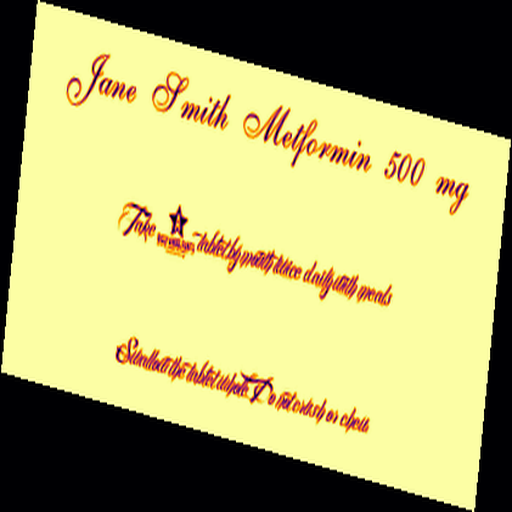 Jane Smith Metformin 500 mg
Take tablet by mouth twice daily with meals
Swallow the tablet whole. Do not crush or chew